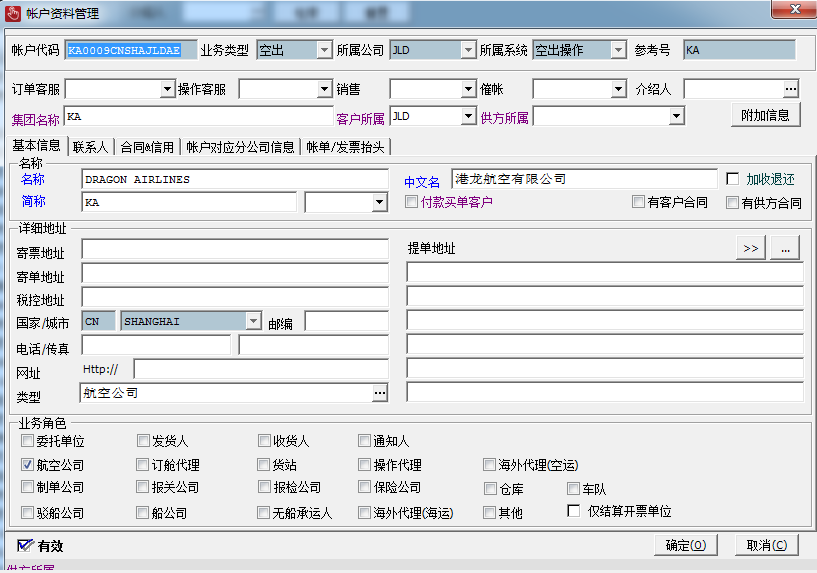 帐户资料管理
帐户代码 KA0009CNSHAJLDAE 业务类型 空出 所属公司 JLD 所属系统 空出操作 参考号 KA
订单客服 操作客服 销售 催帐 介绍人 ...
集团名称 KA 客户所属 JLD 供方所属 附加信息
基本信息 联系人 合同&信用 帐户对应分公司信息 帐单/发票抬头
名称
名称 DRAGON AIRLINES 中文名 港龙航空有限公司 加收退还
简称 KA 付款买单客户 有客户合同 有供方合同
详细地址
寄票地址 提单地址 >> ...
寄单地址
税控地址
国家/城市 CN SHANGHAI 邮编
电话/传真
网址 Http://
类型 航空公司 ...
业务角色
委托单位 发货人 收货人 通知人
航空公司 订舱代理 货站 操作代理 海外代理(空运)
制单公司 报关公司 报检公司 保险公司 仓库 车队
驳船公司 船公司 无船承运人 海外代理(海运) 其他 仅结算开票单位
有效 确定(O) 取消(C)
供方所属